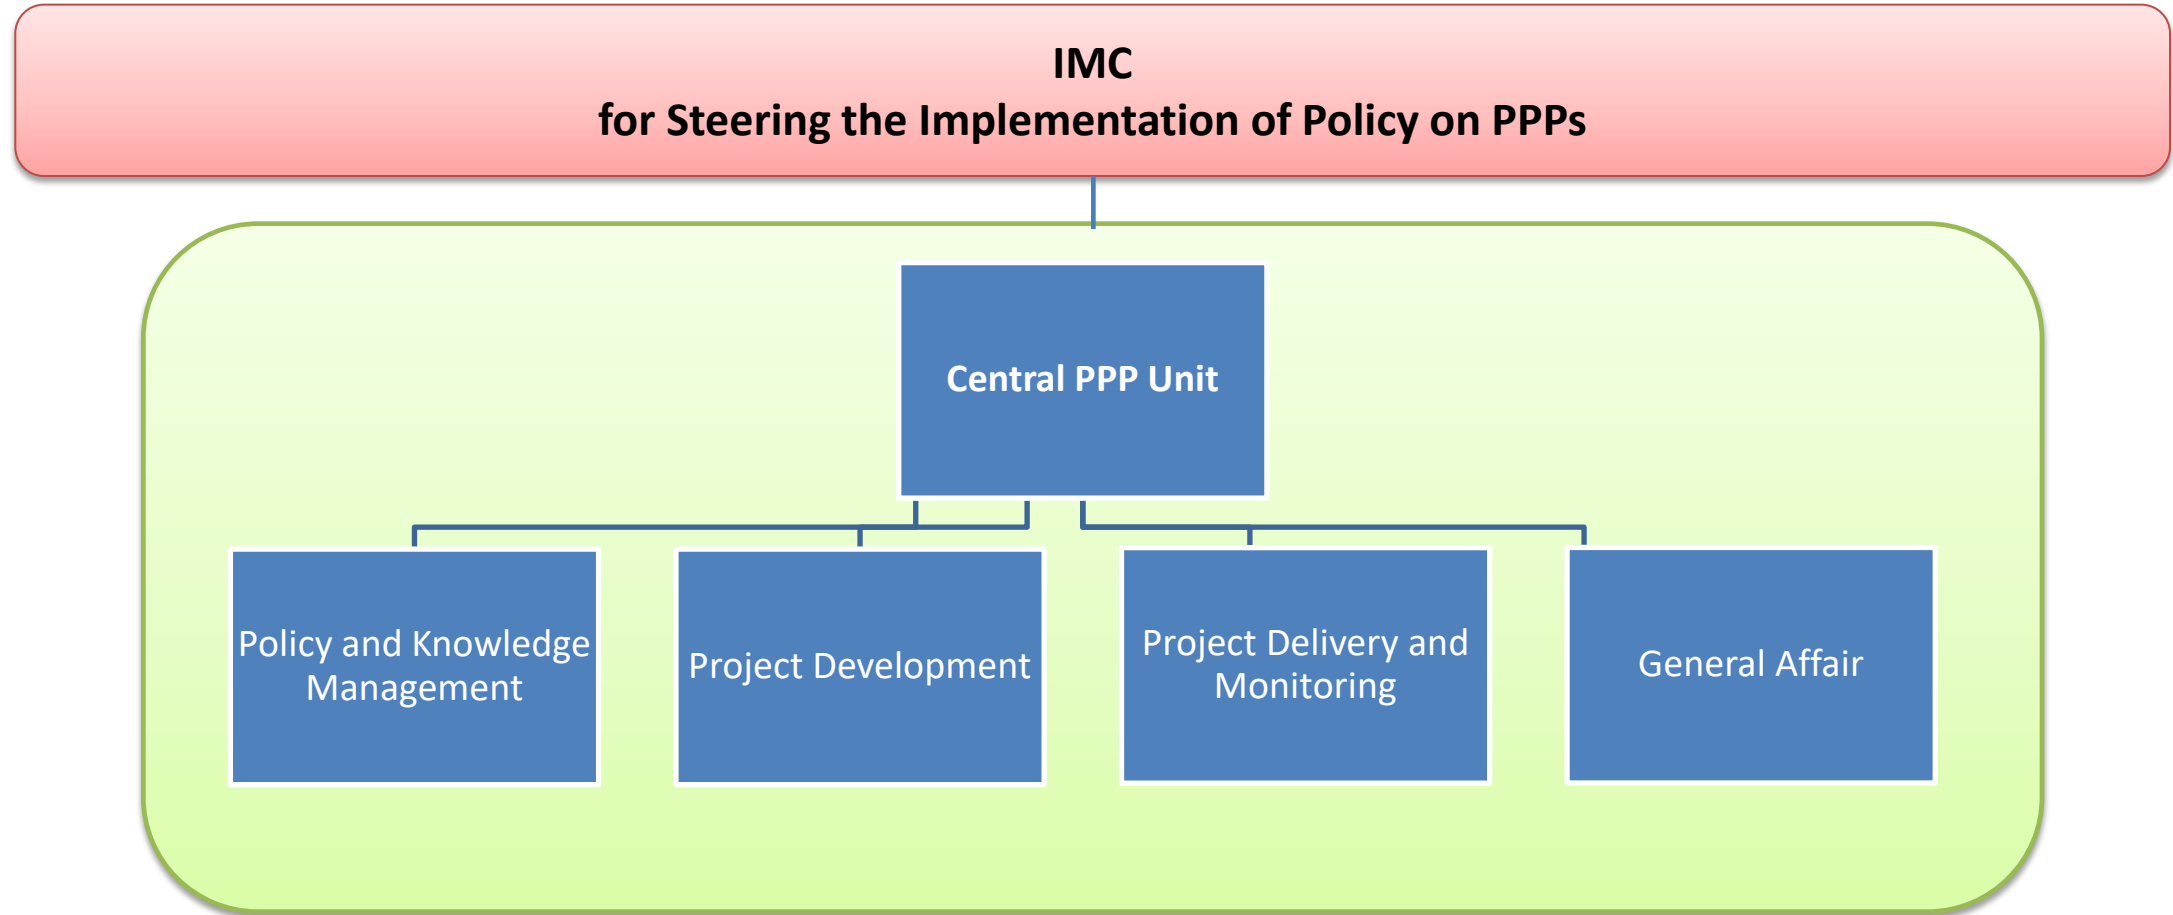 IMC
for Steering the Implementation of Policy on PPPs
Central PPP Unit
Policy and Knowledge
Management
Project Development
Project Delivery and
Monitoring
General Affair